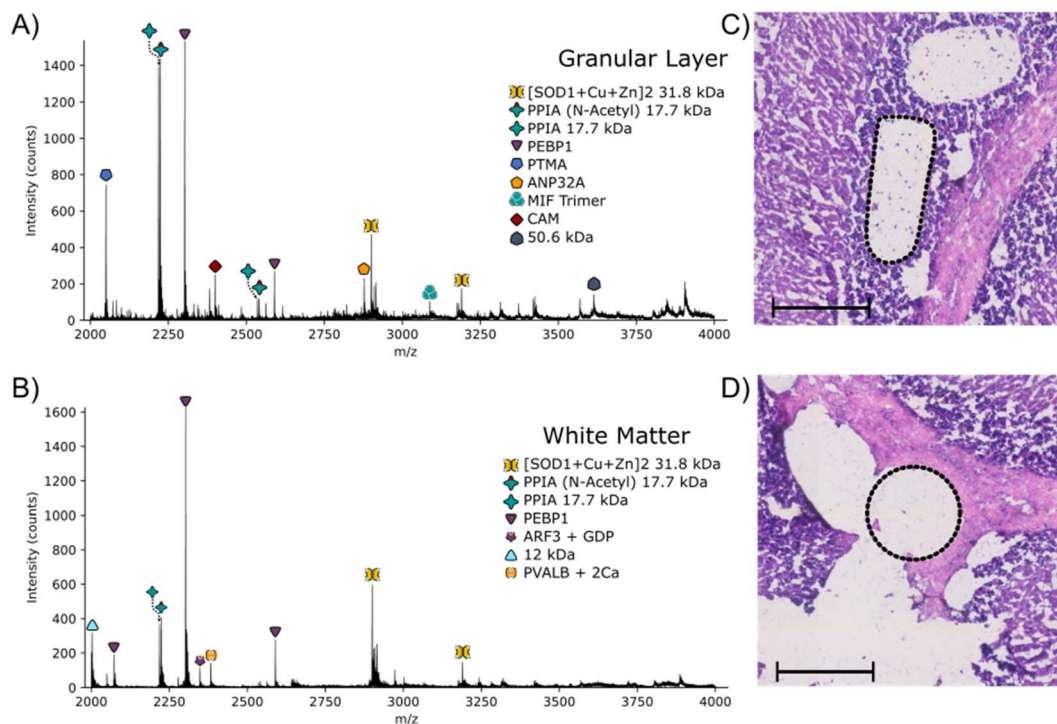 A)
Granular Layer
[SOD1+Cu+Zn]2 31.8 kDa
PPIA (N-Acetyl) 17.7 kDa
PPIA 17.7 kDa
PEBP1
PTMA
ANP32A
MIF Trimer
CAM
50.6 kDa
Intensity (counts)
1400
1200
1000
800
600
400
200
0
2000 2250 2500 2750 3000 3250 3500 3750 4000
m/z
C)
B)
White Matter
[SOD1+Cu+Zn]2 31.8 kDa
PPIA (N-Acetyl) 17.7 kDa
PPIA 17.7 kDa
PEBP1
ARF3 + GDP
12 kDa
PVALB + 2Ca
Intensity (counts)
1600
1400
1200
1000
800
600
400
200
0
2000 2250 2500 2750 3000 3250 3500 3750 4000
m/z
D)